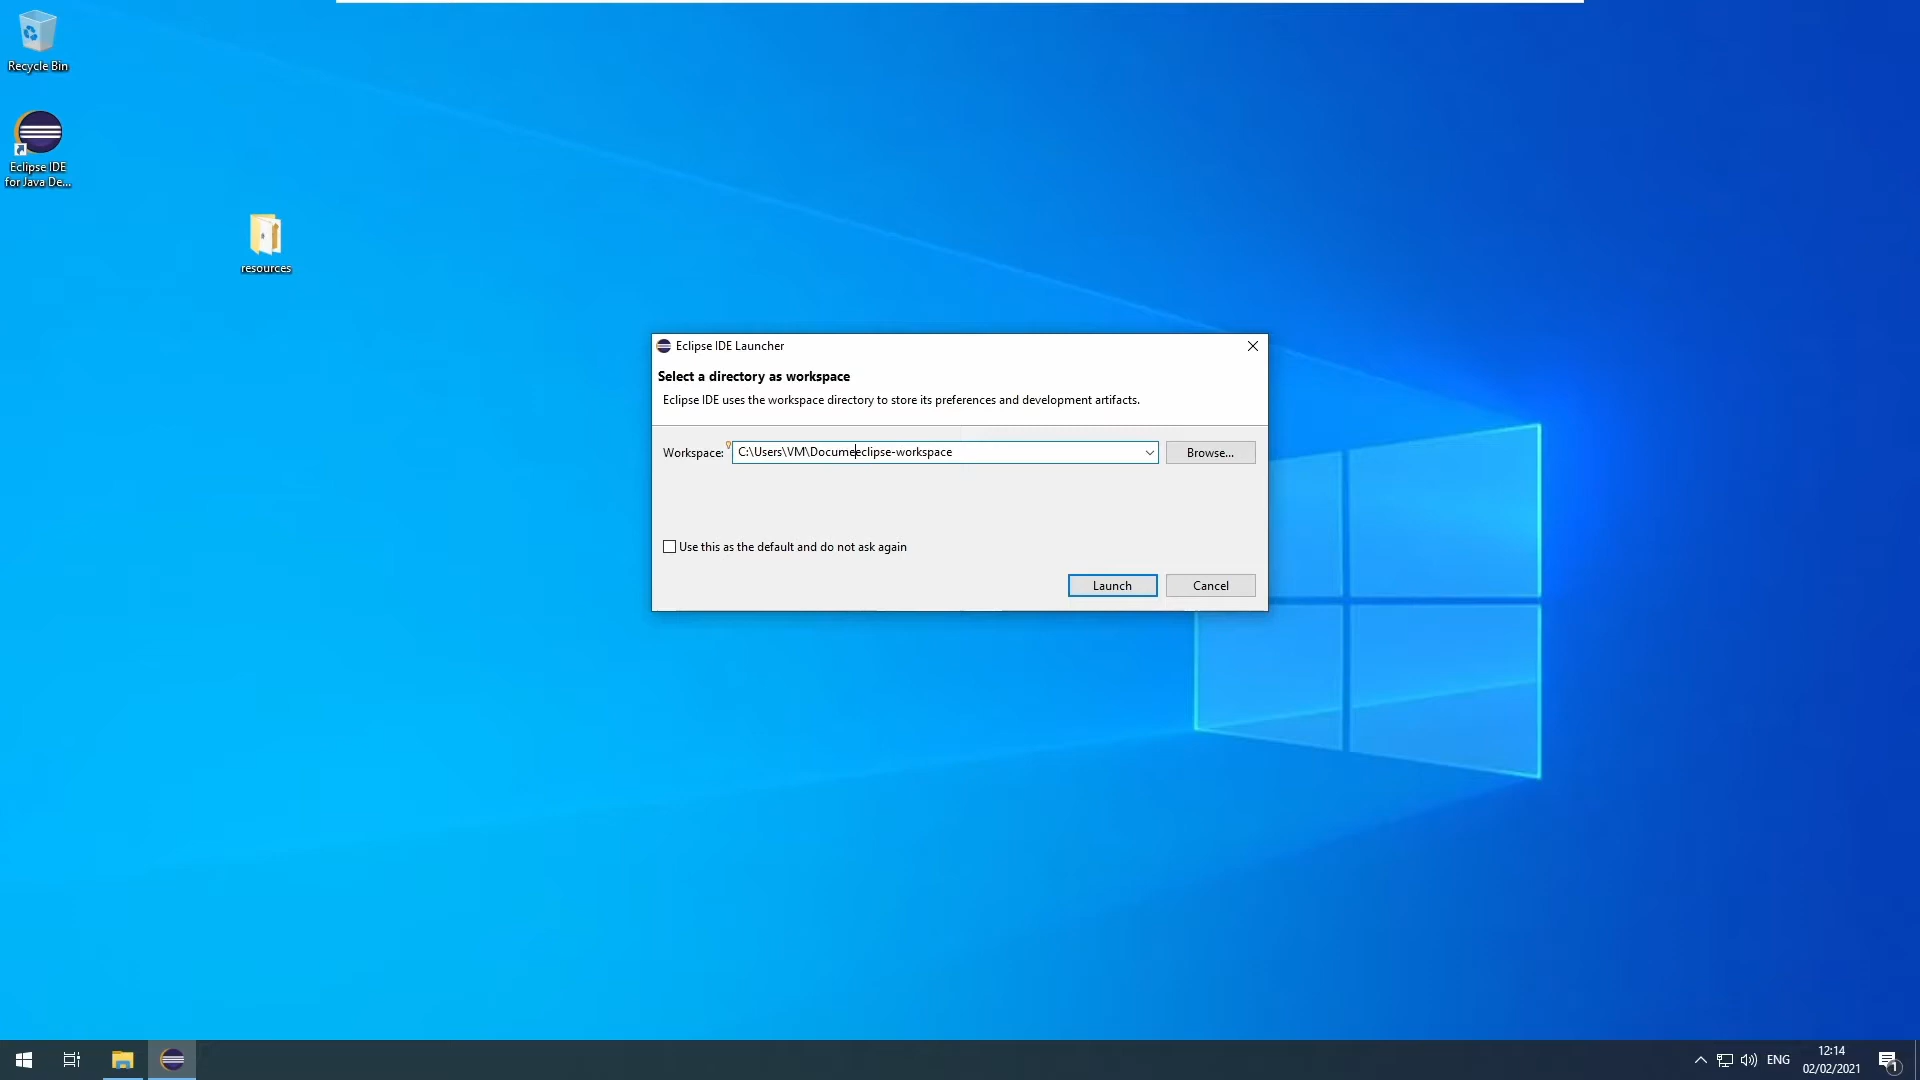 Recycle Bin
Eclipse IDE
for Java De...
resources
Eclipse IDE Launcher
Select a directory as workspace
Eclipse IDE uses the workspace directory to store its preferences and development artifacts.
Workspace: C:\Users\VM\Documeeclipse-workspace Browse...
Use this as the default and do not ask again
Launch Cancel
ENG
12:14
02/02/2021
1